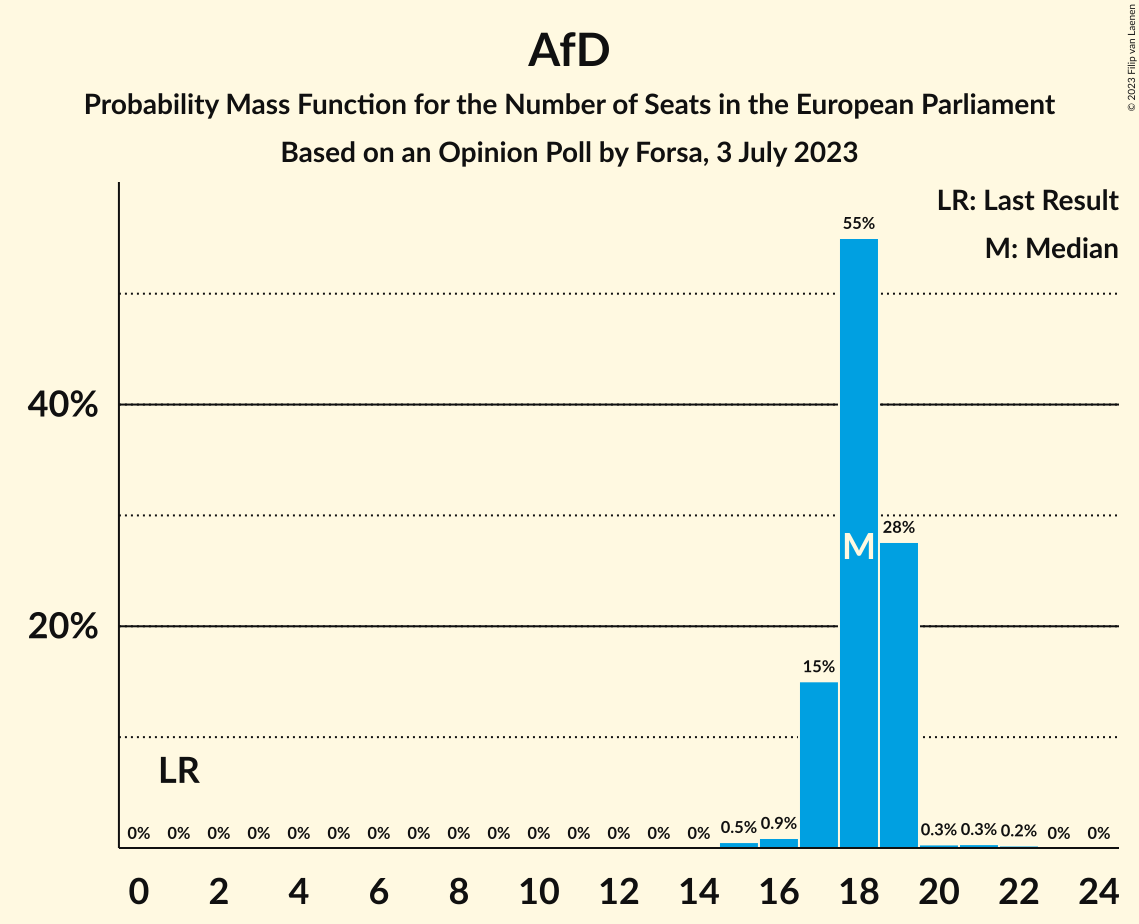 AfD
Probability Mass Function for the Number of Seats in the European Parliament
Based on an Opinion Poll by Forsa, 3 July 2023
© 2023 Filip van Laenen
LR: Last Result
M: Median
55%
40%
M
28%
20%
15%
LR
0% 0% 0% 0% 0% 0% 0% 0% 0% 0% 0% 0% 0% 0% 0% 0.5% 0.9% 0.3% 0.3% 0.2% 0% 0%
0 2 4 6 8 10 12 14 16 18 20 22 24